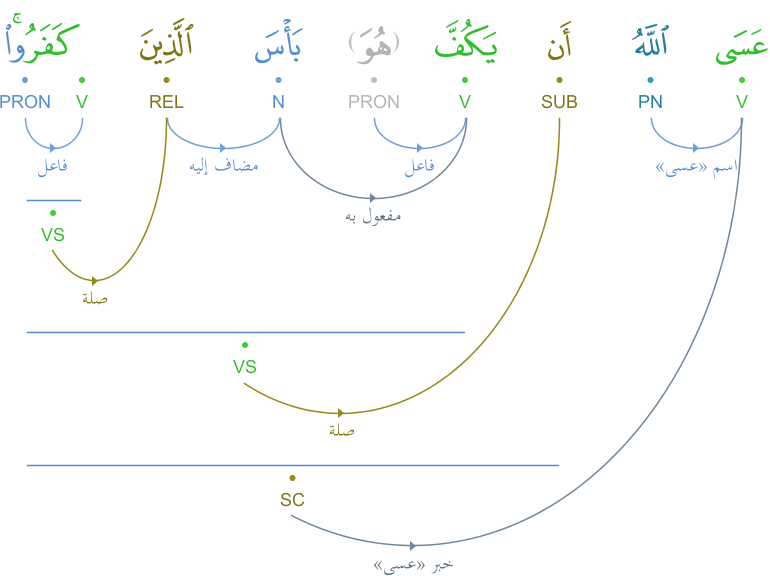 عَسَى ٱللَّهُ أَن يَكُفَّ (هُوَ) بَأْسَ ٱلَّذِينَ كَفَرُوا۟ ۚ
V PN SUB V PRON N REL V PRON
اسم «عسى» فاعل مضاف إليه فاعل
مفعول به
VS
صلة
VS
صلة
SC
خبر «عسى»